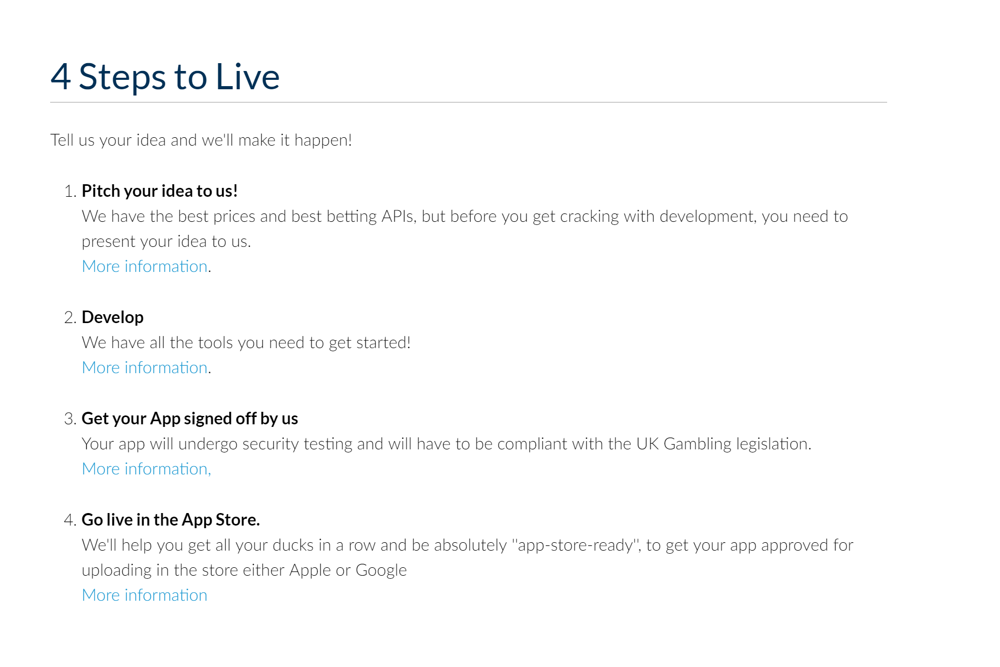 4 Steps to Live
Tell us your idea and we'll make it happen!
1. Pitch your idea to us!
We have the best prices and best betting APIs, but before you get cracking with development, you need to
present your idea to us.
More information.
2. Develop
We have all the tools you need to get started!
More information.
3. Get your App signed off by us
Your app will undergo security testing and will have to be compliant with the UK Gambling legislation.
More information,
4. Go live in the App Store.
We'll help you get all your ducks in a row and be absolutely "app-store-ready", to get your app approved for
uploading in the store either Apple or Google
More information